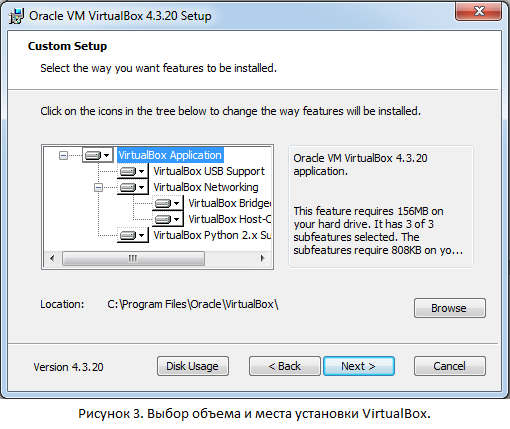 Oracle VM VirtualBox 4.3.20 Setup
Custom Setup
Select the way you want features to be installed.
Click on the icons in the tree below to change the way features will be installed.
VirtualBox Application
VirtualBox USB Support
VirtualBox Networking
VirtualBox Bridge
VirtualBox Host-
VirtualBox Python 2.x Su
Oracle VM VirtualBox 4.3.20
application.
This feature requires 156MB on
your hard drive. It has 3 of 3
subfeatures selected. The
subfeatures require 808KB on yo...
Location: C:\Program Files\Oracle\VirtualBox\
Browse
Version 4.3.20
Disk Usage
< Back
Next >
Cancel
Рисунок 3. Выбор объема и места установки VirtualBox.